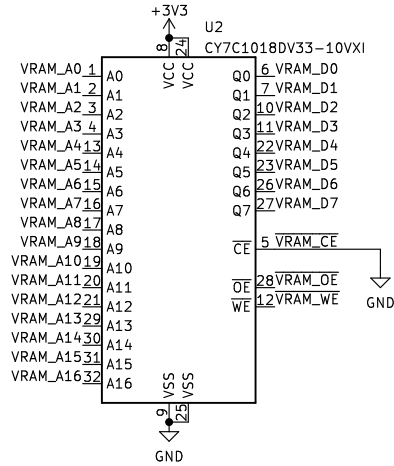 +3V3
U2
CY7C1018DV33-10VXI
8 24
VCC VCC
VRAM_A0 1 A0 Q0 6 VRAM_D0
VRAM_A1 2 A1 Q1 7 VRAM_D1
VRAM_A2 3 A2 Q2 10 VRAM_D2
VRAM_A3 4 A3 Q3 11 VRAM_D3
VRAM_A4 13 A4 Q4 22 VRAM_D4
VRAM_A5 14 A5 Q5 23 VRAM_D5
VRAM_A6 15 A6 Q6 26 VRAM_D6
VRAM_A7 16 A7 Q7 27 VRAM_D7
VRAM_A8 17 A8
VRAM_A9 18 A9 CE 5 VRAM_CE
VRAM_A10 19 A10
VRAM_A11 20 A11 OE 28 VRAM_OE
VRAM_A12 21 A12 WE 12 VRAM_WE
GND
VRAM_A13 29 A13
VRAM_A14 30 A14
VRAM_A15 31 A15
VRAM_A16 32 A16
VSS VSS
9 25
GND